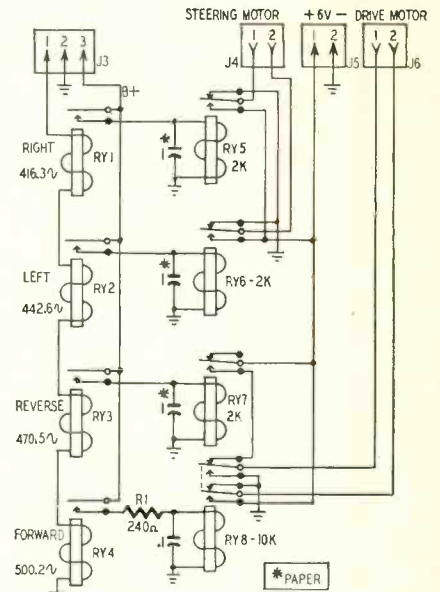 STEERING MOTOR
+6V-
DRIVE MOTOR
1 2 3
J3
1 2
J4
1 2
J5
1 2
J6
B+
RIGHT
416.3∿
RY1
*
.1
RY5
2K
LEFT
442.6∿
RY2
*
.1
RY6-2K
REVERSE
470.5∿
RY3
*
.1
RY7
2K
R1
240Ω
FORWARD
500.2∿
RY4
.1
RY8-10K
*PAPER